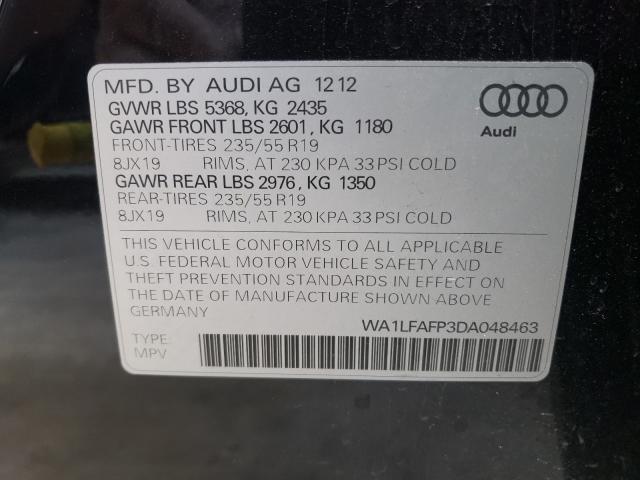 MFD. BY AUDI AG 12 12
GVWR LBS 5368, KG 2435
GAWR FRONT LBS 2601, KG 1180
FRONT-TIRES 235/55 R19
8JX19 RIMS, AT 230 KPA 33 PSI COLD
GAWR REAR LBS 2976, KG 1350
REAR-TIRES 235/55 R19
8JX19 RIMS, AT 230 KPA 33 PSI COLD
Audi
THIS VEHICLE CONFORMS TO ALL APPLICABLE
U.S. FEDERAL MOTOR VEHICLE SAFETY AND
THEFT PREVENTION STANDARDS IN EFFECT ON
THE DATE OF MANUFACTURE SHOWN ABOVE
GERMANY
WA1LFAFP3DA048463
TYPE:
MPV